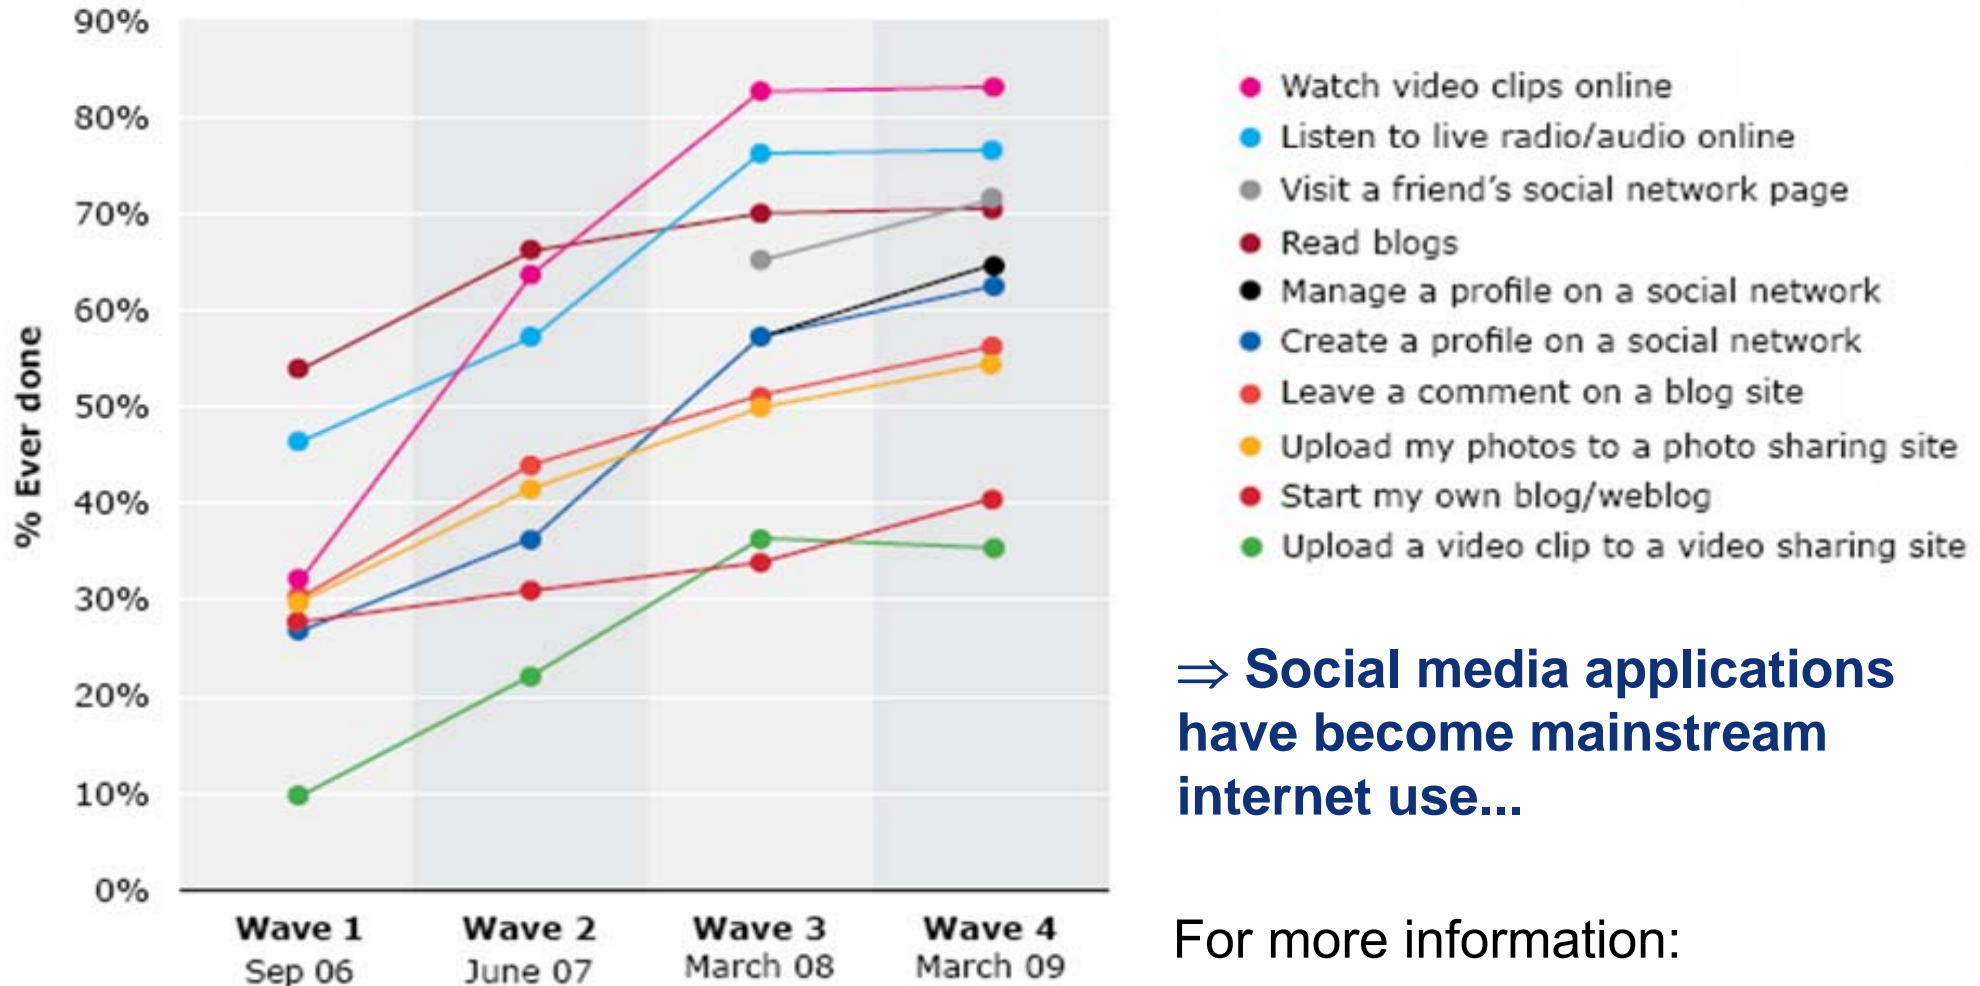 90%
80%
70%
60%
50%
40%
30%
20%
10%
0%
% Ever done
Wave 1
Sep 06
Wave 2
June 07
Wave 3
March 08
Wave 4
March 09
Watch video clips online
Listen to live radio/audio online
Visit a friend's social network page
Read blogs
Manage a profile on a social network
Create a profile on a social network
Leave a comment on a blog site
Upload my photos to a photo sharing site
Start my own blog/weblog
Upload a video clip to a video sharing site
⇒ Social media applications
have become mainstream
internet use...
For more information: